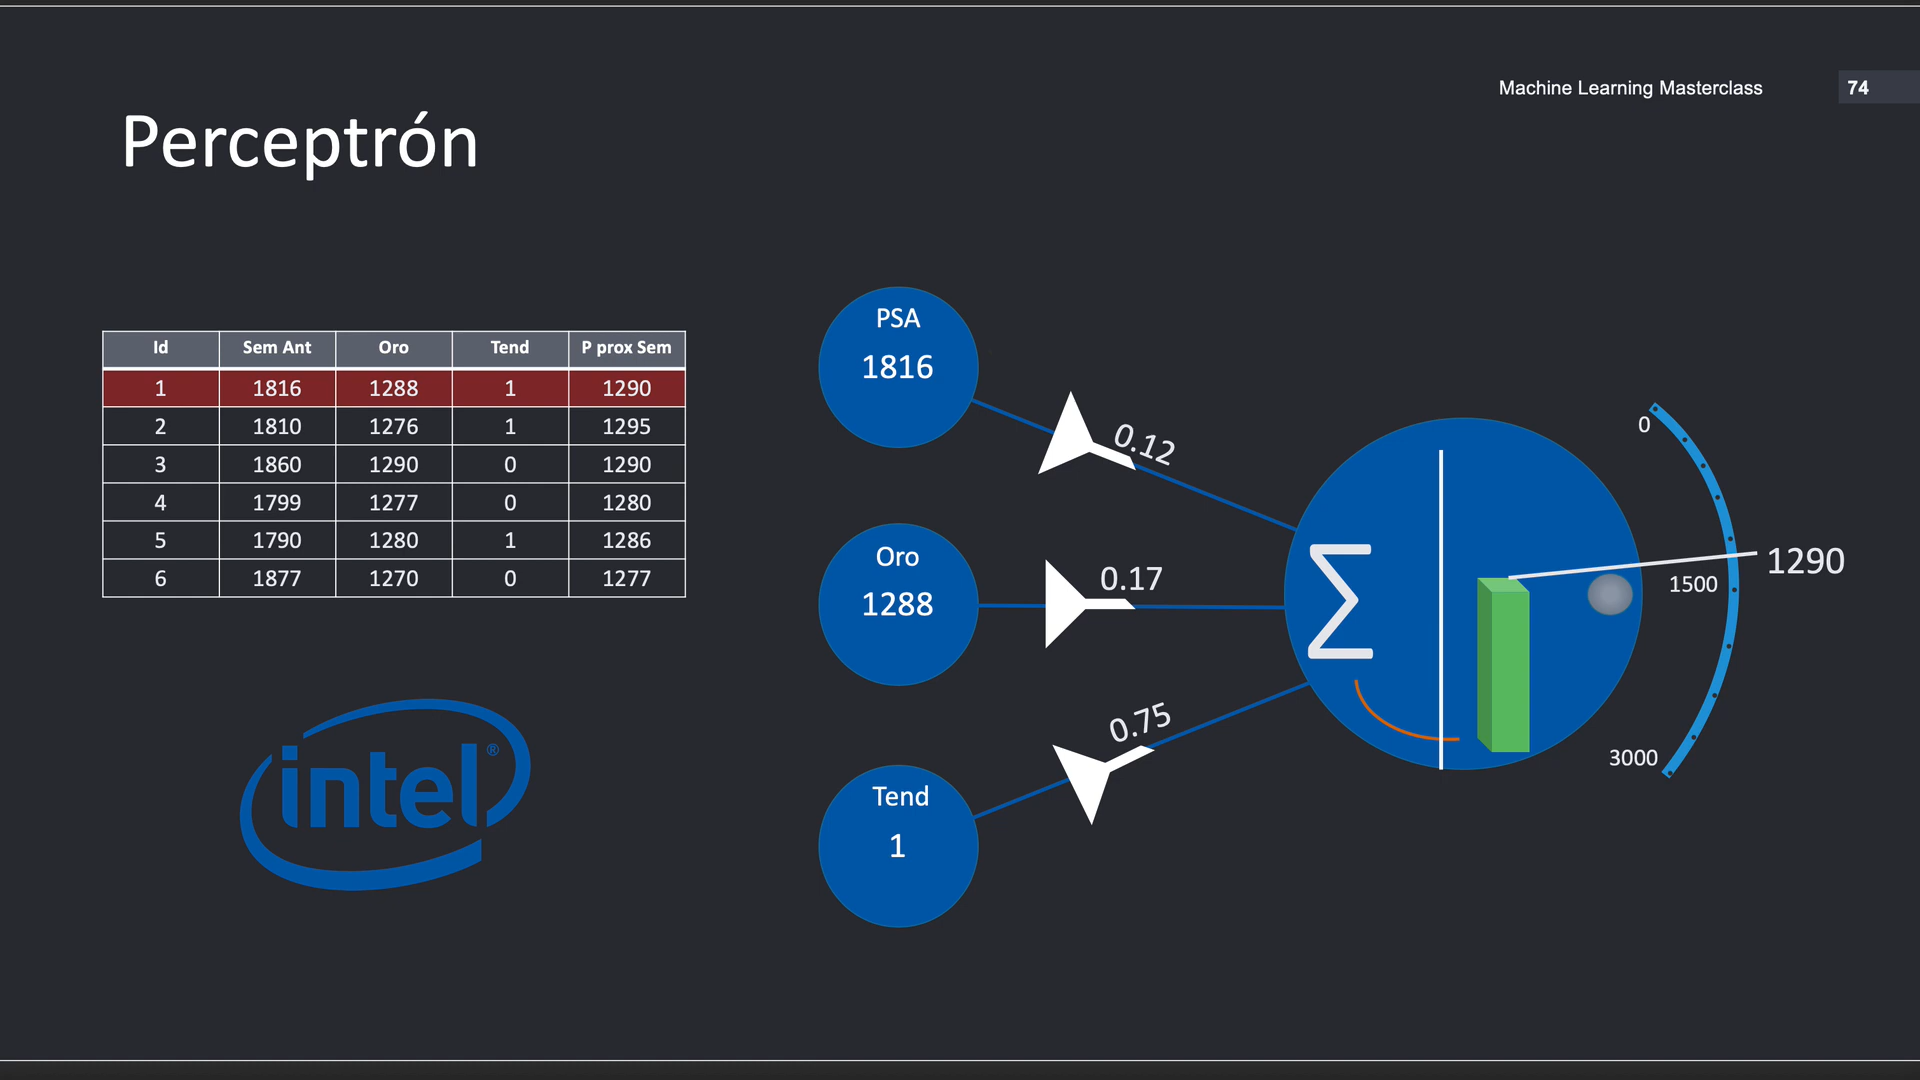 Machine Learning Masterclass
74
Perceptrón
Id Sem Ant Oro Tend P prox Sem
1 1816 1288 1 1290
2 1810 1276 1 1295
3 1860 1290 0 1290
4 1799 1277 0 1280
5 1790 1280 1 1286
6 1877 1270 0 1277
intel®
PSA
1816
0.12
Oro
1288
0.17
Tend
1
0.75
Σ
0
1500
3000
1290